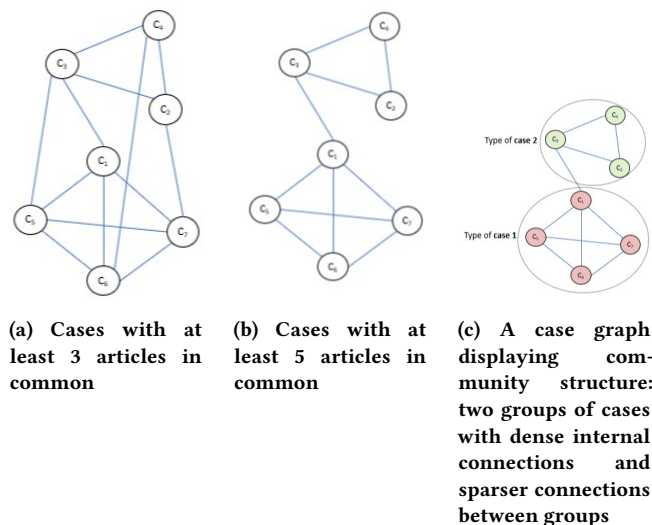 C₄
C₃
C₂
C₁
C₅
C₇
C₆
C₄
C₃
C₂
C₁
C₅
C₇
C₆
Type of case 2
Type of case 1
(a) Cases with at
least 3 articles in
common
(b) Cases with at
least 5 articles in
common
(c) A case graph
displaying com-
munity structure:
two groups of cases
with dense internal
connections and
sparser connections
between groups